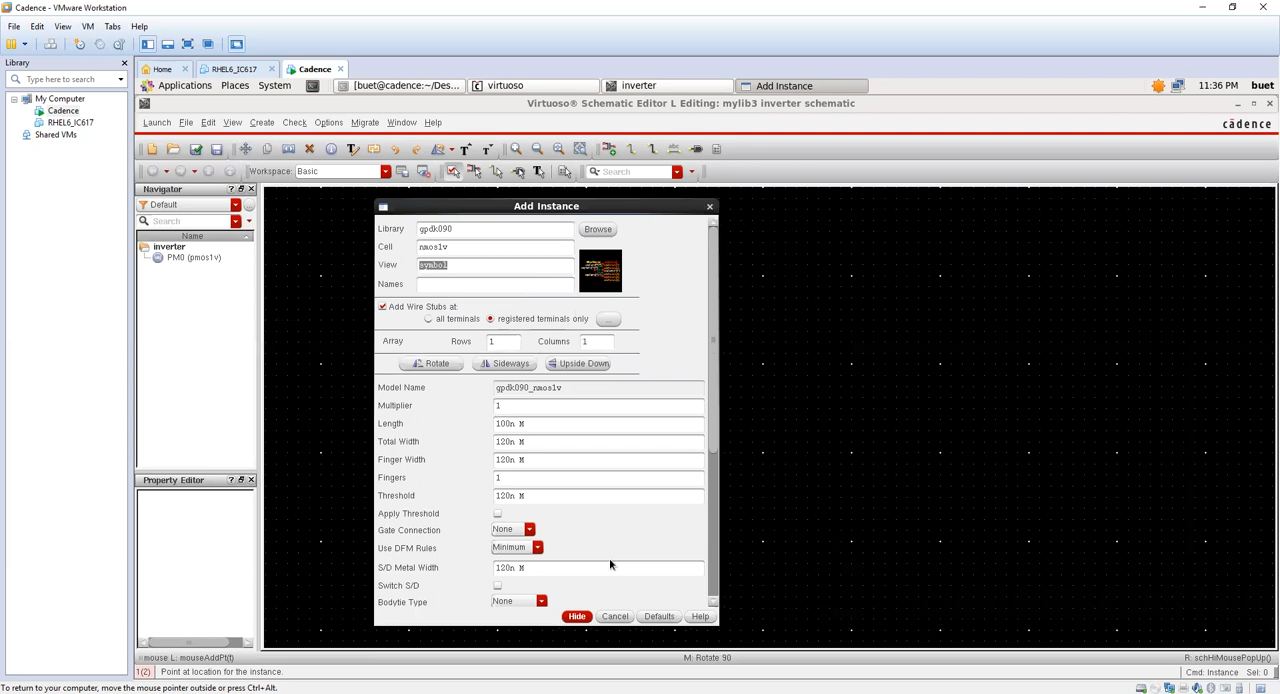 Cadence - VMware Workstation
File Edit View VM Tabs Help
Library
Type here to search
My Computer
Cadence
RHEL6_IC617
Shared VMs
Home RHEL6_IC617 Cadence
Applications Places System [buet@cadence:~/Des... virtuoso inverter Add Instance 11:36 PM buet
Virtuoso® Schematic Editor L Editing: mylib3 inverter schematic
Launch File Edit View Create Check Options Migrate Window Help cādence
Workspace: Basic Search
Navigator
Default
Search
Name
inverter
PM0 (pmos1v)
Property Editor
Add Instance
Library gpdk090 Browse
Cell nmos1v
View symbol
Names
Add Wire Stubs at:
all terminals registered terminals only ...
Array Rows 1 Columns 1
Rotate Sideways Upside Down
Model Name gpdk090_nmos1v
Multiplier 1
Length 100n M
Total Width 120n M
Finger Width 120n M
Fingers 1
Threshold 120n M
Apply Threshold
Gate Connection None
Use DFM Rules Minimum
S/D Metal Width 120n M
Switch S/D
Bodytie Type None
Hide Cancel Defaults Help
mouse L: mouseAddPt(t) M: Rotate 90 R: schHiMousePopUp()
1(2) Point at location for the instance. Cmd: Instance Sel: 0
To return to your computer, move the mouse pointer outside or press Ctrl+Alt.